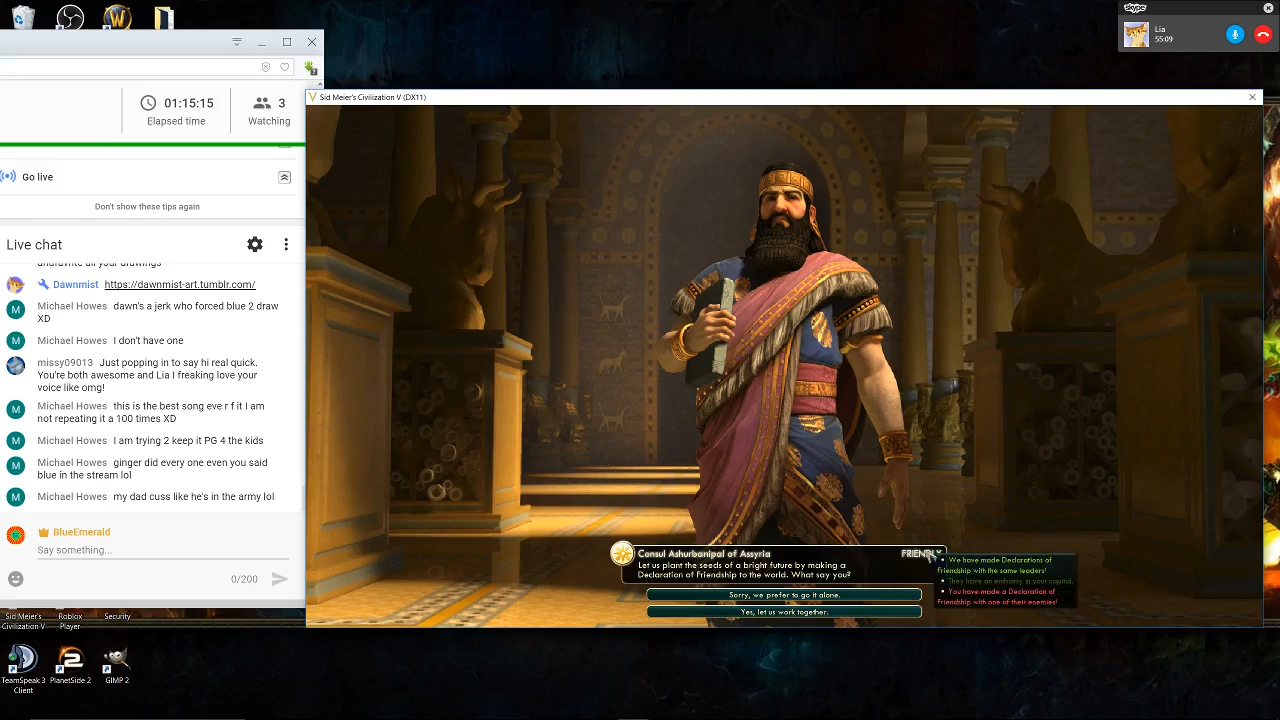 skype
Lia
55:09
01:15:15
Elapsed time
3
Watching
Go live
Don't show these tips again
Live chat
Dawnmist https://dawnmist-art.tumblr.com/
Michael Howes dawn's a jerk who forced blue 2 draw
XD
Michael Howes I don't have one
missy09013 Just popping in to say hi real quick.
You're both awesome and Lia I freaking love your
voice like omg!
Michael Howes this is the best song eve r f it I am
not repeating it a 100 times XD
Michael Howes I am trying 2 keep it PG 4 the kids
Michael Howes ginger did every one even you said
blue in the stream lol
Michael Howes my dad cuss like he's in the army lol
BlueEmerald
Say something...
0/200
Sid Meier's Civilization V (DX11)
Consul Ashurbanipal of Assyria
Let us plant the seeds of a bright future by making a
Declaration of Friendship to the world. What say you?
Sorry, we prefer to go it alone.
Yes, let us work together.
We have made Declarations of
Friendship with the same leaders!
They have an embassy in your capital.
You have made a Declaration of
Friendship with one of their enemies!
Sid Meier's
Civilization V
Roblox
Player
Security
TeamSpeak 3
Client
PlanetSide 2
GIMP 2